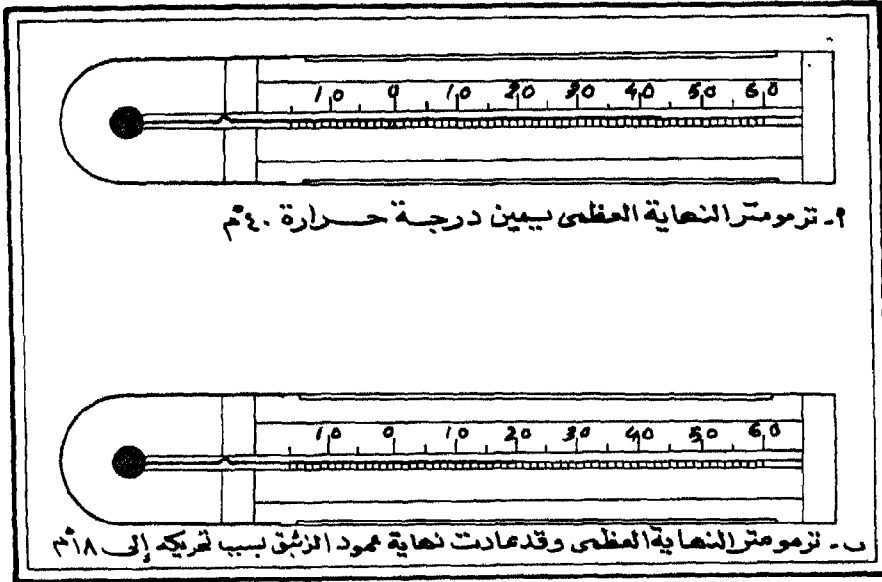 10 0 10 20 30 40 50 60
أ- ترمومتر النهاية العظمى يبين درجة حرارة ٤٠°م
10 0 10 20 30 40 50 60
ب- ترمومتر النهاية العظمى وقد عادت نهاية عمود الزئبق بسبب تحريكه إلى ١٨°م